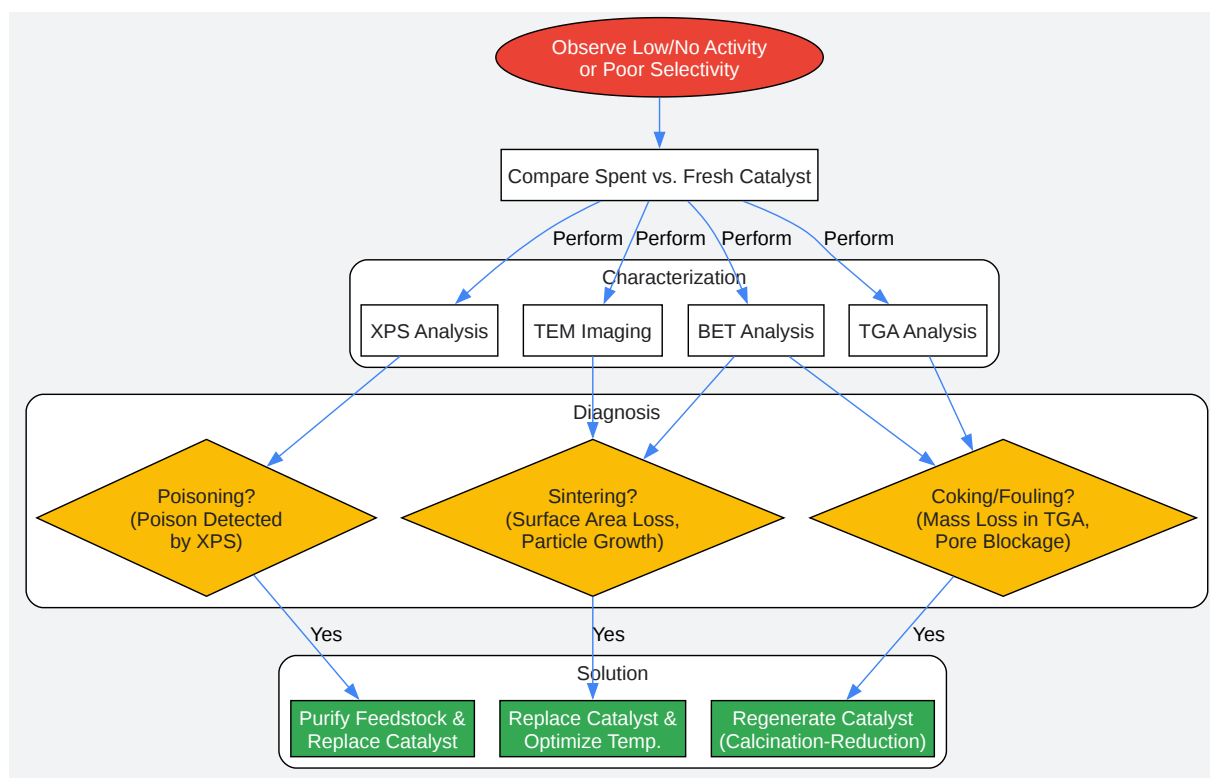 Observe Low/No Activity
or Poor Selectivity
Compare Spent vs. Fresh Catalyst
Perform
Perform
Perform
Perform
Characterization
XPS Analysis
TEM Imaging
BET Analysis
TGA Analysis
Diagnosis
Poisoning?
(Poison Detected
by XPS)
Sintering?
(Surface Area Loss,
Particle Growth)
Coking/Fouling?
(Mass Loss in TGA,
Pore Blockage)
Yes
Yes
Yes
Solution
Purify Feedstock &
Replace Catalyst
Replace Catalyst &
Optimize Temp.
Regenerate Catalyst
(Calcination-Reduction)